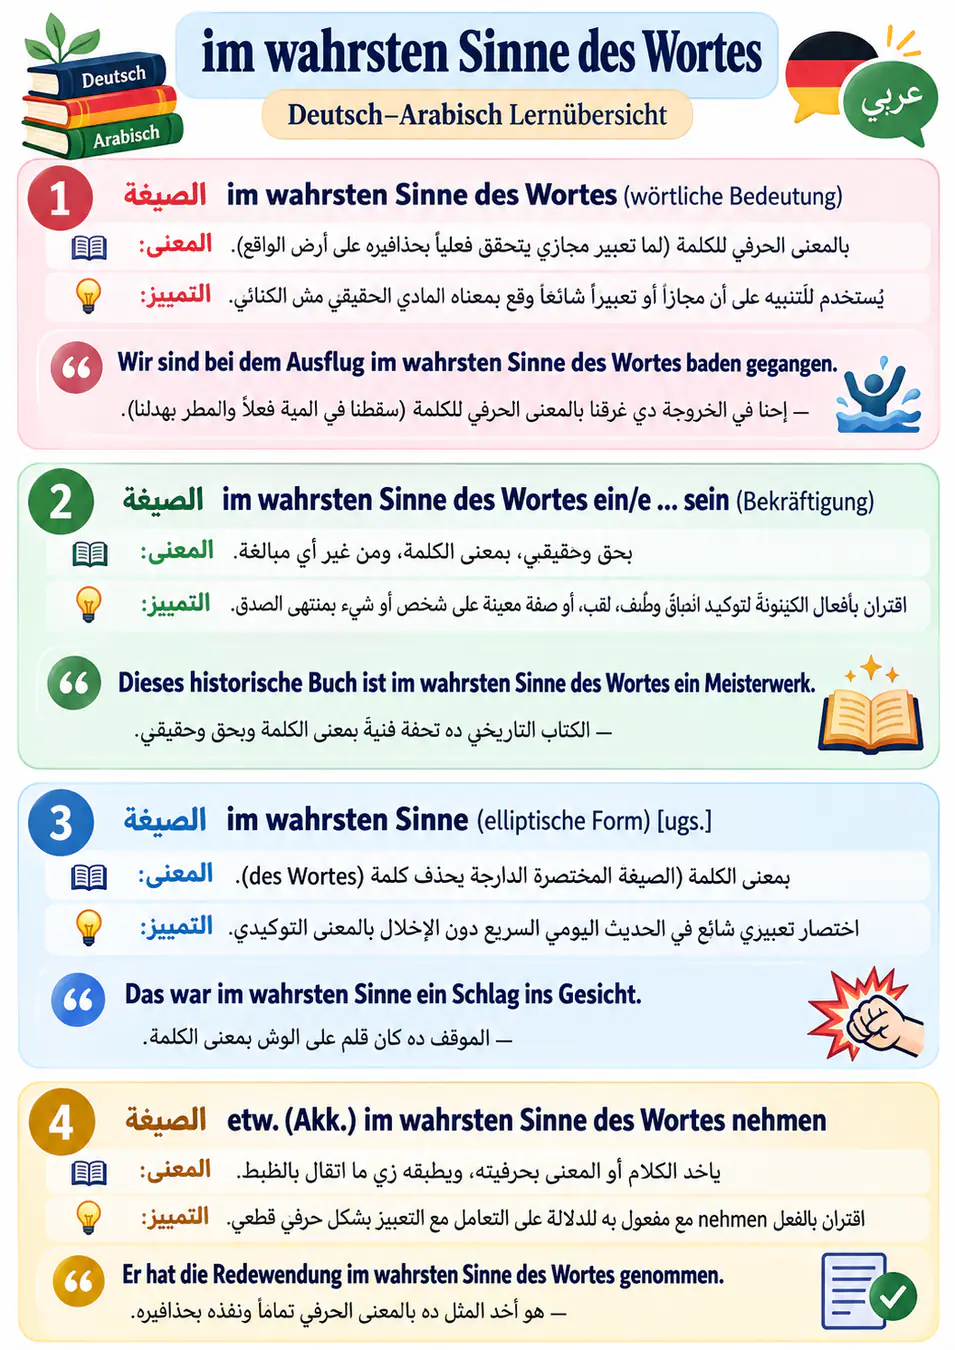 im wahrsten Sinne des Wortes
Deutsch–Arabisch Lernübersicht
Deutsch
Arabisch
عربي
1
الصيغة im wahrsten Sinne des Wortes (wörtliche Bedeutung)
المعنى: بالمعنى الحرفي للكلمة (لما تعبير مجازي يتحقق فعلياً بحذافيره على أرض الواقع).
التمييز: يُستخدم للتنبيه على أن مجازاً أو تعبيراً شائعاً وقع بمعناه المادي الحقيقي مش الكنائي.
Wir sind bei dem Ausflug im wahrsten Sinne des Wortes baden gegangen.
— إحنا في الخروجة دي غرقنا بالمعنى الحرفي للكلمة (سقطنا في المية فعلاً والمطر بهدلنا).
2
الصيغة im wahrsten Sinne des Wortes ein/e ... sein (Bekräftigung)
المعنى: بحق وحقيقي، بمعنى الكلمة، ومن غير أي مبالغة.
التمييز: اقتران بأفعال الكينونة لتوكيد لقب، أو صفة معينة على شخص أو شيء بمنتهى الصدق.
Dieses historische Buch ist im wahrsten Sinne des Wortes ein Meisterwerk.
— الكتاب التاريخي ده تحفة فنيةَ بمعنى الكلمة وبحق وحقيقي.
3
الصيغة im wahrsten Sinne (elliptische Form) [ugs.]
المعنى: بمعنى الكلمة (الصيغة المختصرة الدارجة يحذف كلمة (des Wortes).
التمييز: اختصار تعبيري شائع في الحديث اليومي السريع دون الإخلال بالمعنى التوكيدي.
Das war im wahrsten Sinne ein Schlag ins Gesicht.
— الموقف ده كان قلم على الوش بمعنى الكلمة.
4
الصيغة etw. (Akk.) im wahrsten Sinne des Wortes nehmen
المعنى: ياخد الكلام أو المعنى بحرفيته، ويطبقه زي ما اتقال بالظبط.
التمييز: اقتران بالفعل nehmen مع مفعول به للدلالة على التعامل مع التعبيز بشكل حرفي قطعي.
Er hat die Redewendung im wahrsten Sinne des Wortes genommen.
— هو أخد المثل ده بالمعنى الحرفي تماماً ونفذه بحذافيره.